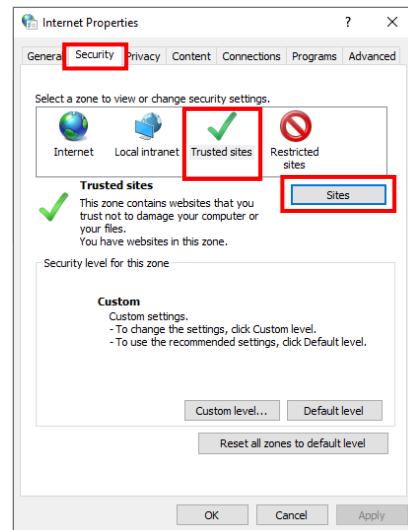 Internet Properties
?
General Security Privacy Content Connections Programs Advanced
Select a zone to view or change security settings.
Internet Local intranet Trusted sites Restricted
sites
Trusted sites
This zone contains websites that you
trust not to damage your computer or
your files.
You have websites in this zone.
Sites
Security level for this zone
Custom
Custom settings.
- To change the settings, click Custom level.
- To use the recommended settings, click Default level.
Custom level... Default level
Reset all zones to default level
OK Cancel Apply